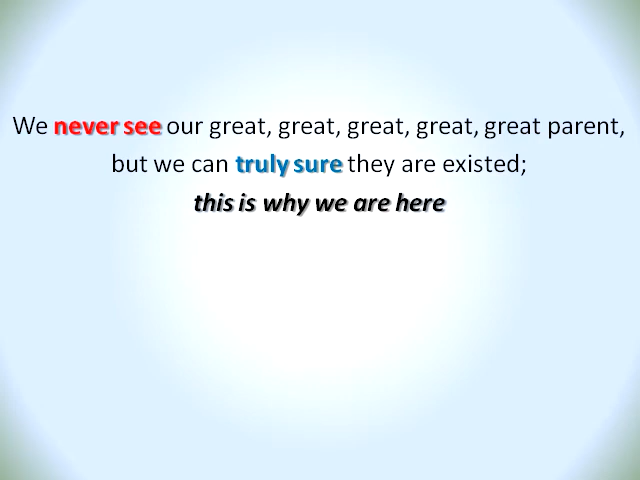 We never see our great, great, great, great, great parent,
but we can truly sure they are existed;
this is why we are here